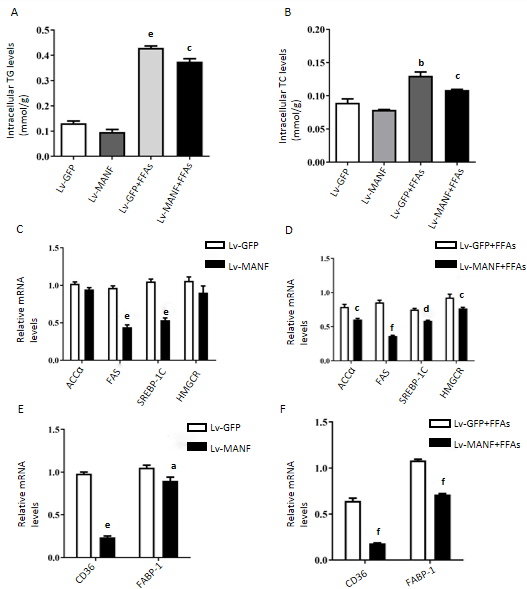 A
Intracellular TG levels
(mmol/g)
0.5
0.4
0.3
0.2
0.1
0.0
e
c
Lv-GFP
Lv-MANF
Lv-GFP+FFAs
Lv-MANF+FFAs
B
Intracellular TC levels
(mmol/g)
0.20
0.15
0.10
0.05
0.00
b
c
Lv-GFP
Lv-MANF
Lv-GFP+FFAs
Lv-MANF+FFAs
C
Lv-GFP
Lv-MANF
Relative mRNA
levels
1.5
1.0
0.5
0.0
e
e
ACCα
FAS
SREBP-1C
HMGCR
D
Lv-GFP+FFAs
Lv-MANF+FFAs
Relative mRNA
levels
1.5
1.0
0.5
0.0
c
f
d
c
ACCα
FAS
SREBP-1C
HMGCR
E
Lv-GFP
Lv-MANF
Relative mRNA
levels
1.5
1.0
0.5
0.0
e
a
CD36
FABP-1
F
Lv-GFP+FFAs
Lv-MANF+FFAs
Relative mRNA
levels
1.5
1.0
0.5
0.0
f
f
CD36
FABP-1